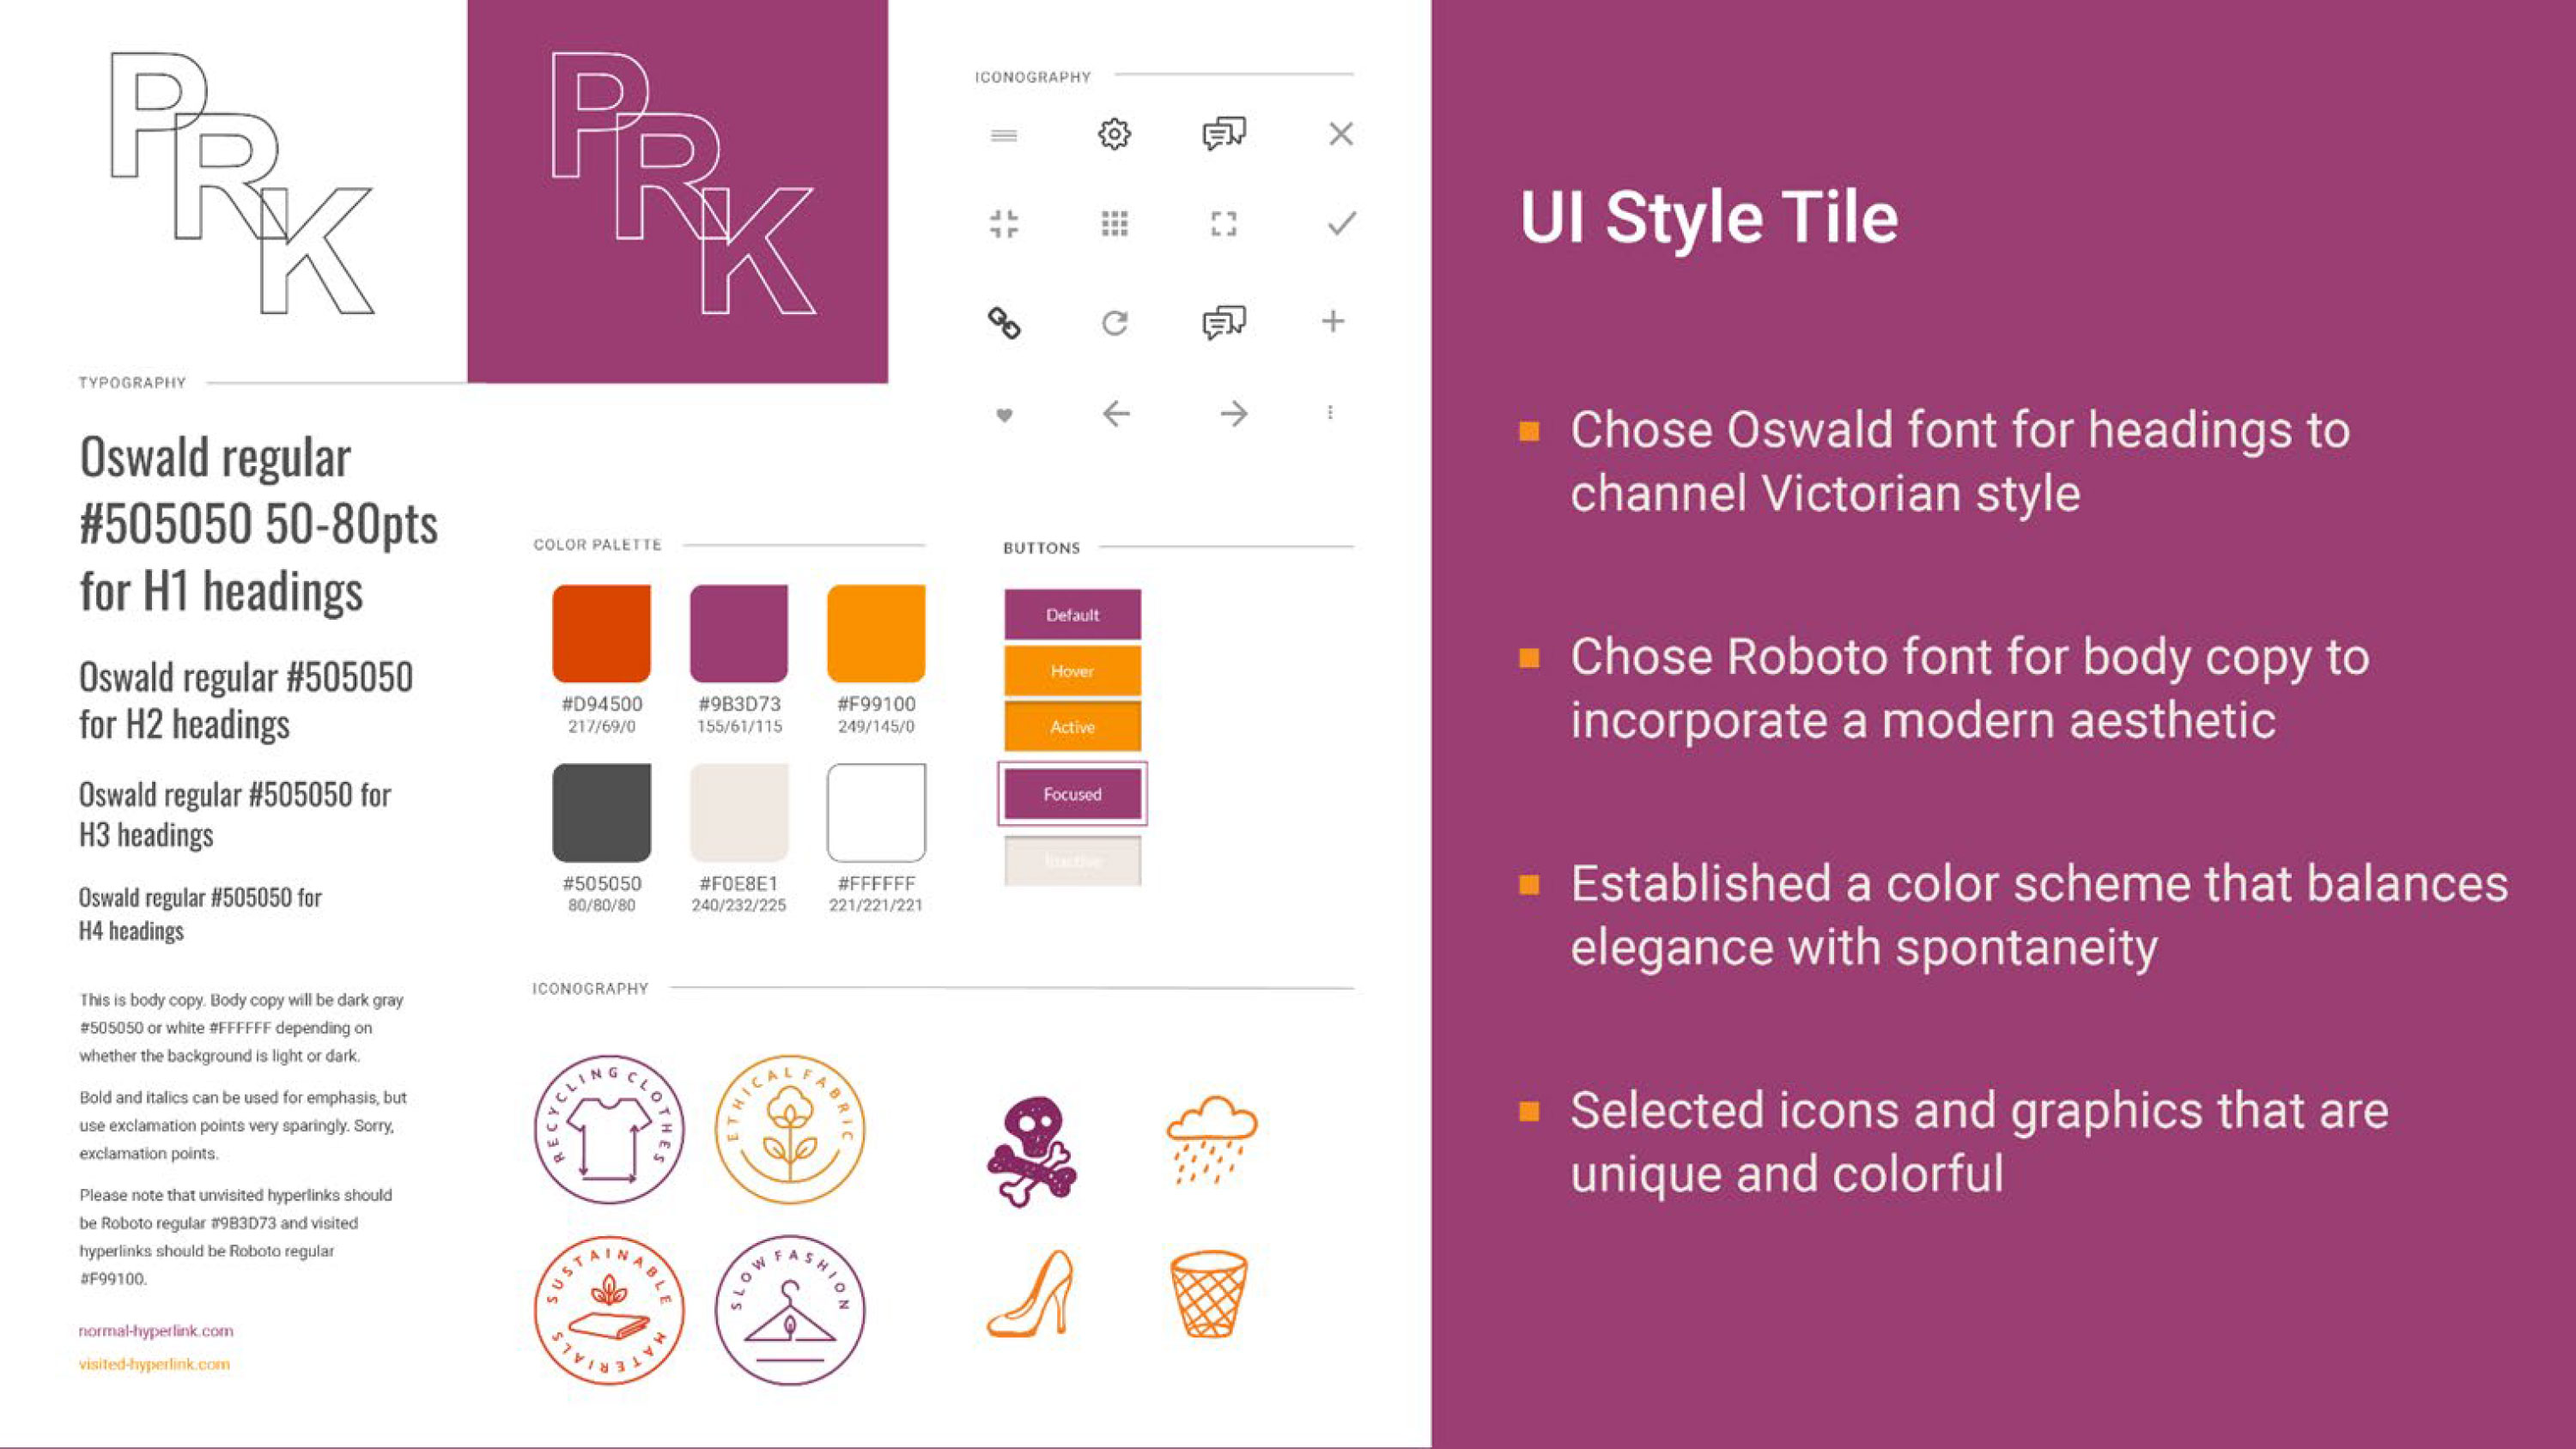 PRK
PRK
TYPOGRAPHY
Oswald regular
#505050 50-80pts
for H1 headings
Oswald regular #505050
for H2 headings
Oswald regular #505050 for
H3 headings
Oswald regular #505050 for
H4 headings
This is body copy. Body copy will be dark gray
#505050 or white #FFFFFF depending on
whether the background is light or dark.
Bold and italics can be used for emphasis, but
use exclamation points very sparingly. Sorry,
exclamation points.
Please note that unvisited hyperlinks should
be Roboto regular #9B3D73 and visited
hyperlinks should be Roboto regular
#F99100.
normal-hyperlink.com
visited-hyperlink.com
ICONOGRAPHY
COLOR PALETTE
#D94500 #9B3D73 #F99100
217/69/0 155/61/115 249/145/0
#505050 #F0E8E1 #FFFFFF
80/80/80 240/232/225 221/221/221
BUTTONS
Default
Hover
Active
Focused
Inactive
ICONOGRAPHY
RECYCLING CLOTHES
ETHICAL FABRIC
SUSTAINABLE MATERIALS
SLOW FASHION
UI Style Tile
Chose Oswald font for headings to
channel Victorian style
Chose Roboto font for body copy to
incorporate a modern aesthetic
Established a color scheme that balances
elegance with spontaneity
Selected icons and graphics that are
unique and colorful